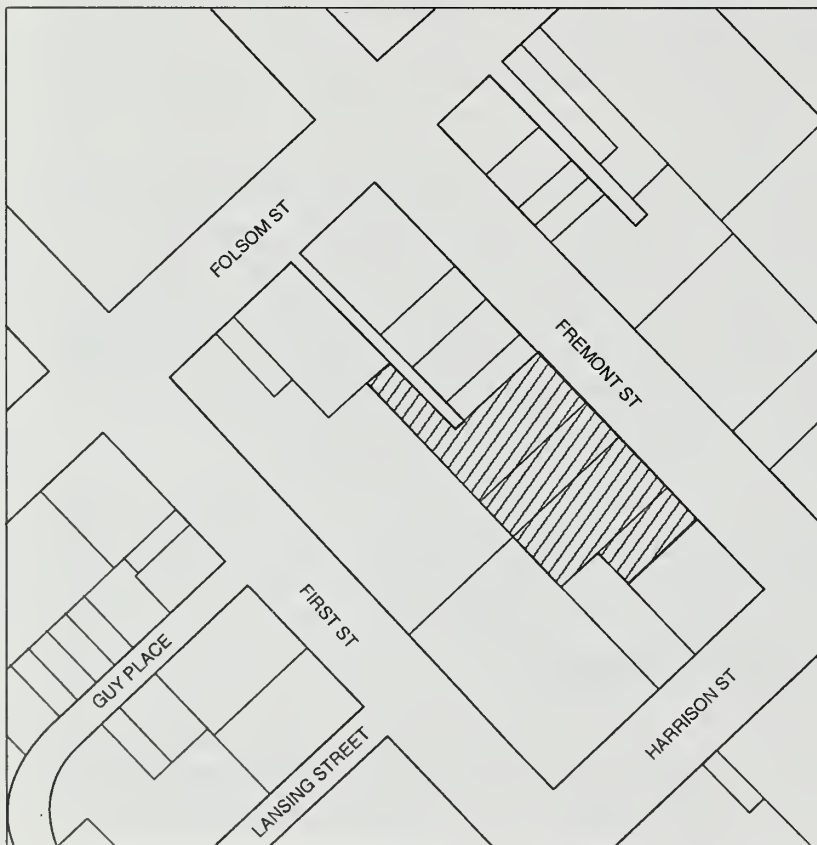 FOLSOM ST
FREMONT ST
FIRST ST
GUY PLACE
HARRISON ST
LANSING STREET